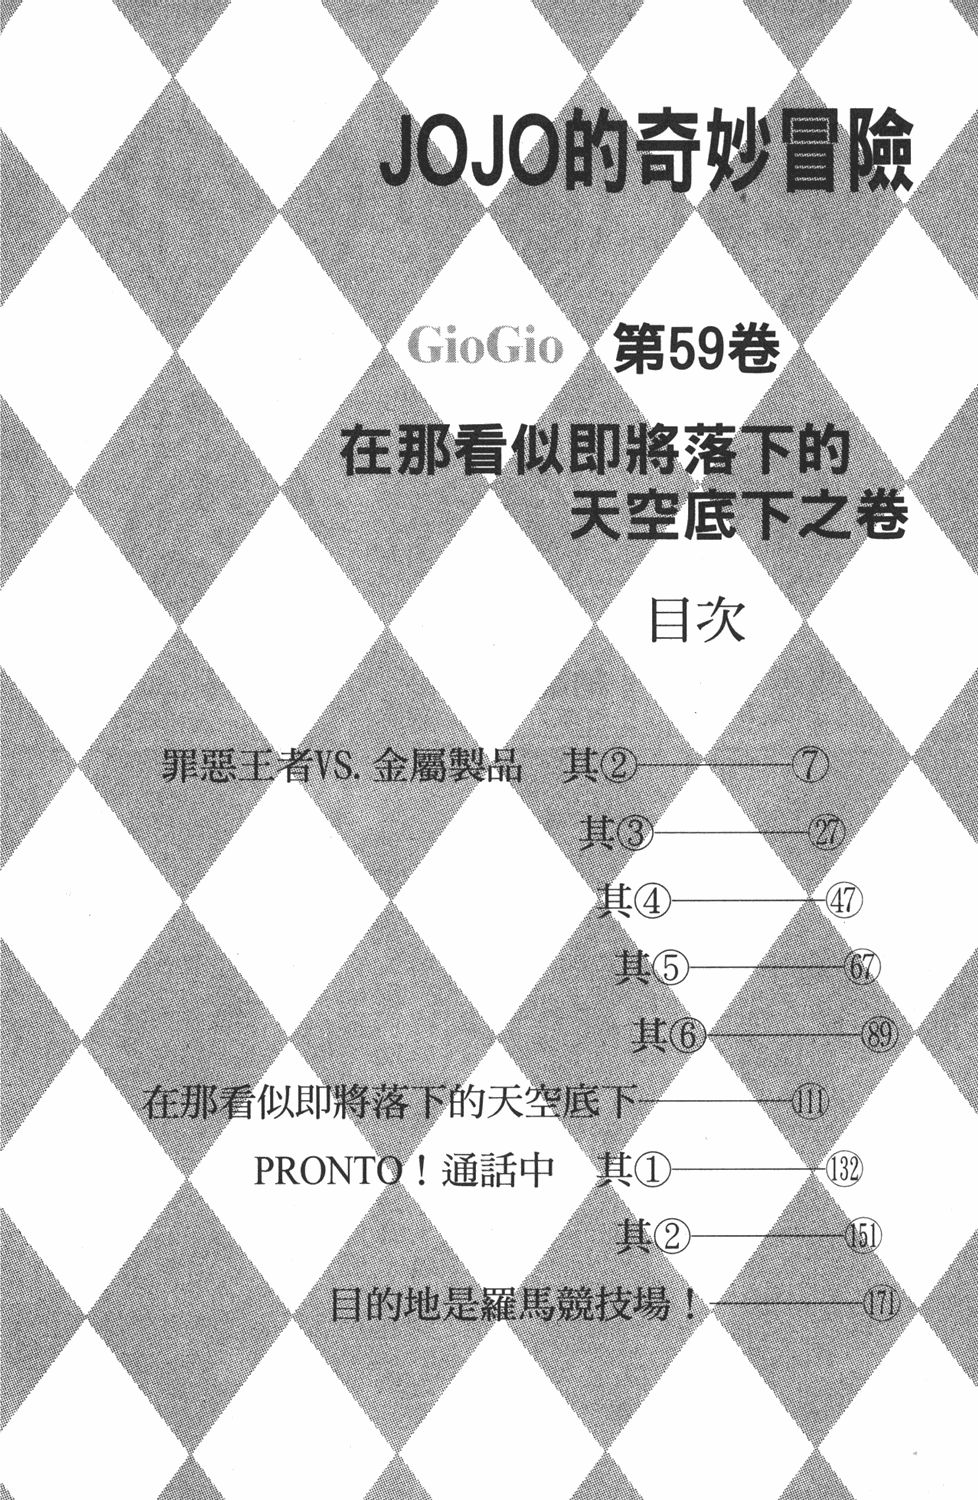 JOJO的奇妙冒險
GioGio 第59卷
在那看似即將落下的
天空底下之卷
目次
罪惡王者VS.金屬製品 其②——⑦
其③——㉗
其④——㊼
其⑤——67
其⑥——89
在那看似即將落下的天空底下——111
PRONTO！通話中 其①——132
其②——151
目的地是羅馬競技場！——171